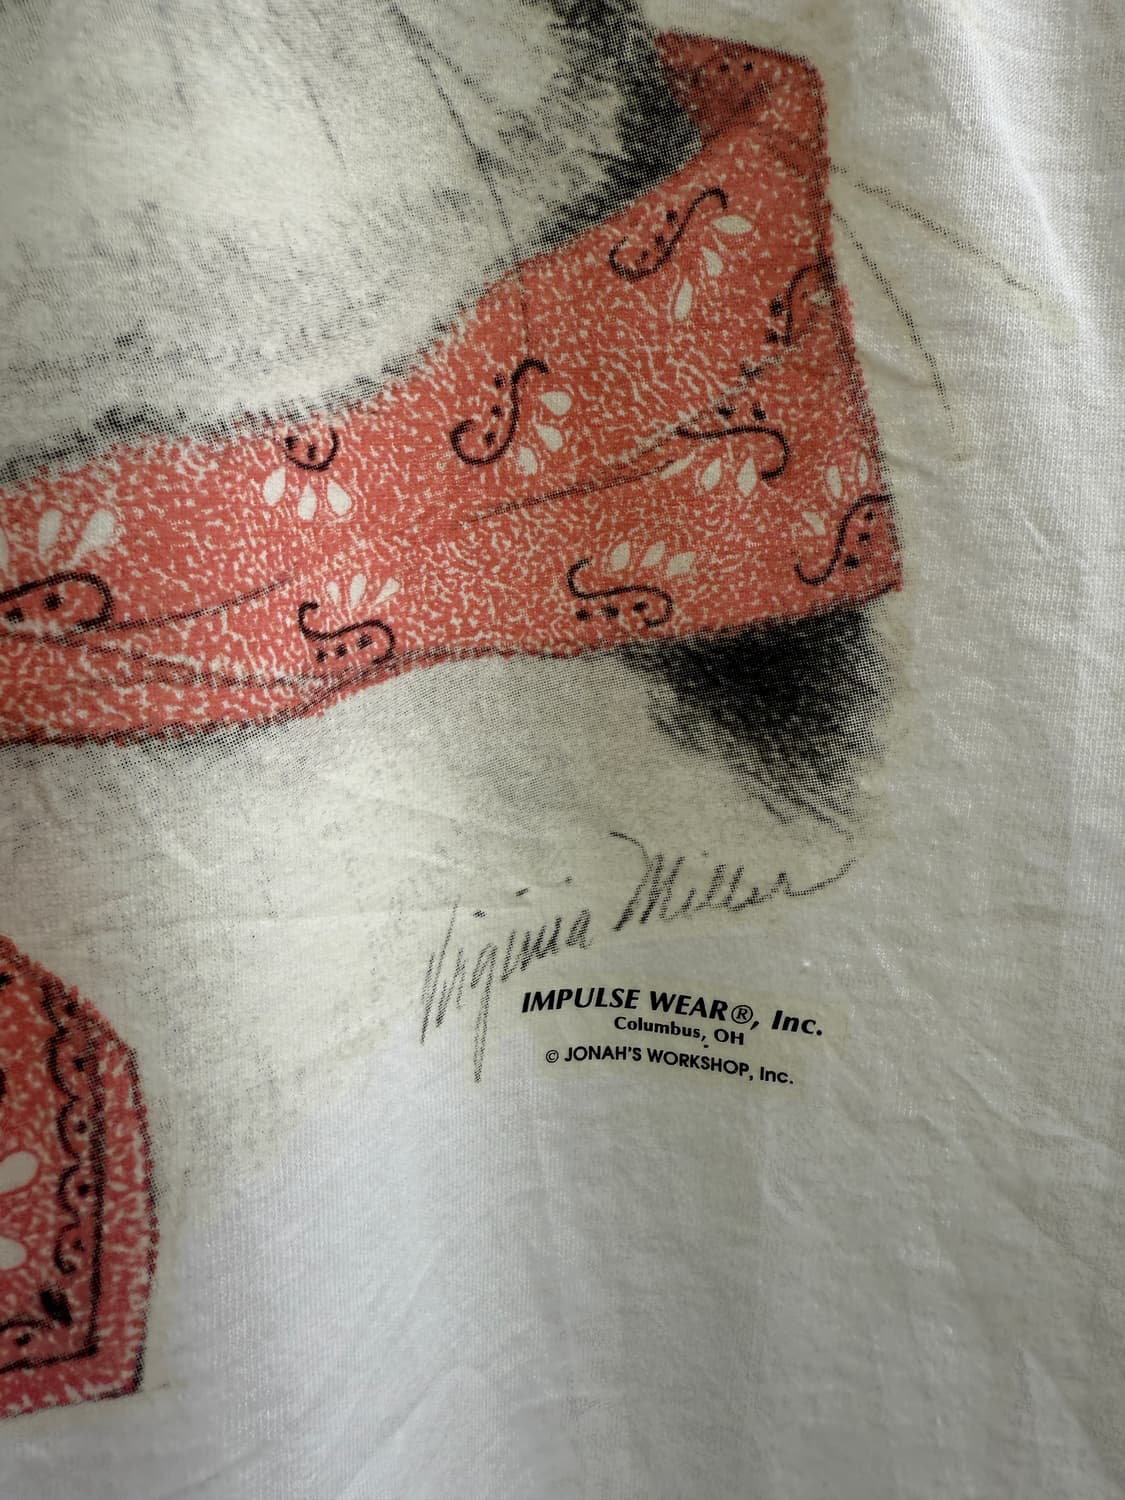 Virginia Miller
IMPULSE WEAR®, Inc.
Columbus, OH
© JONAH'S WORKSHOP, Inc.